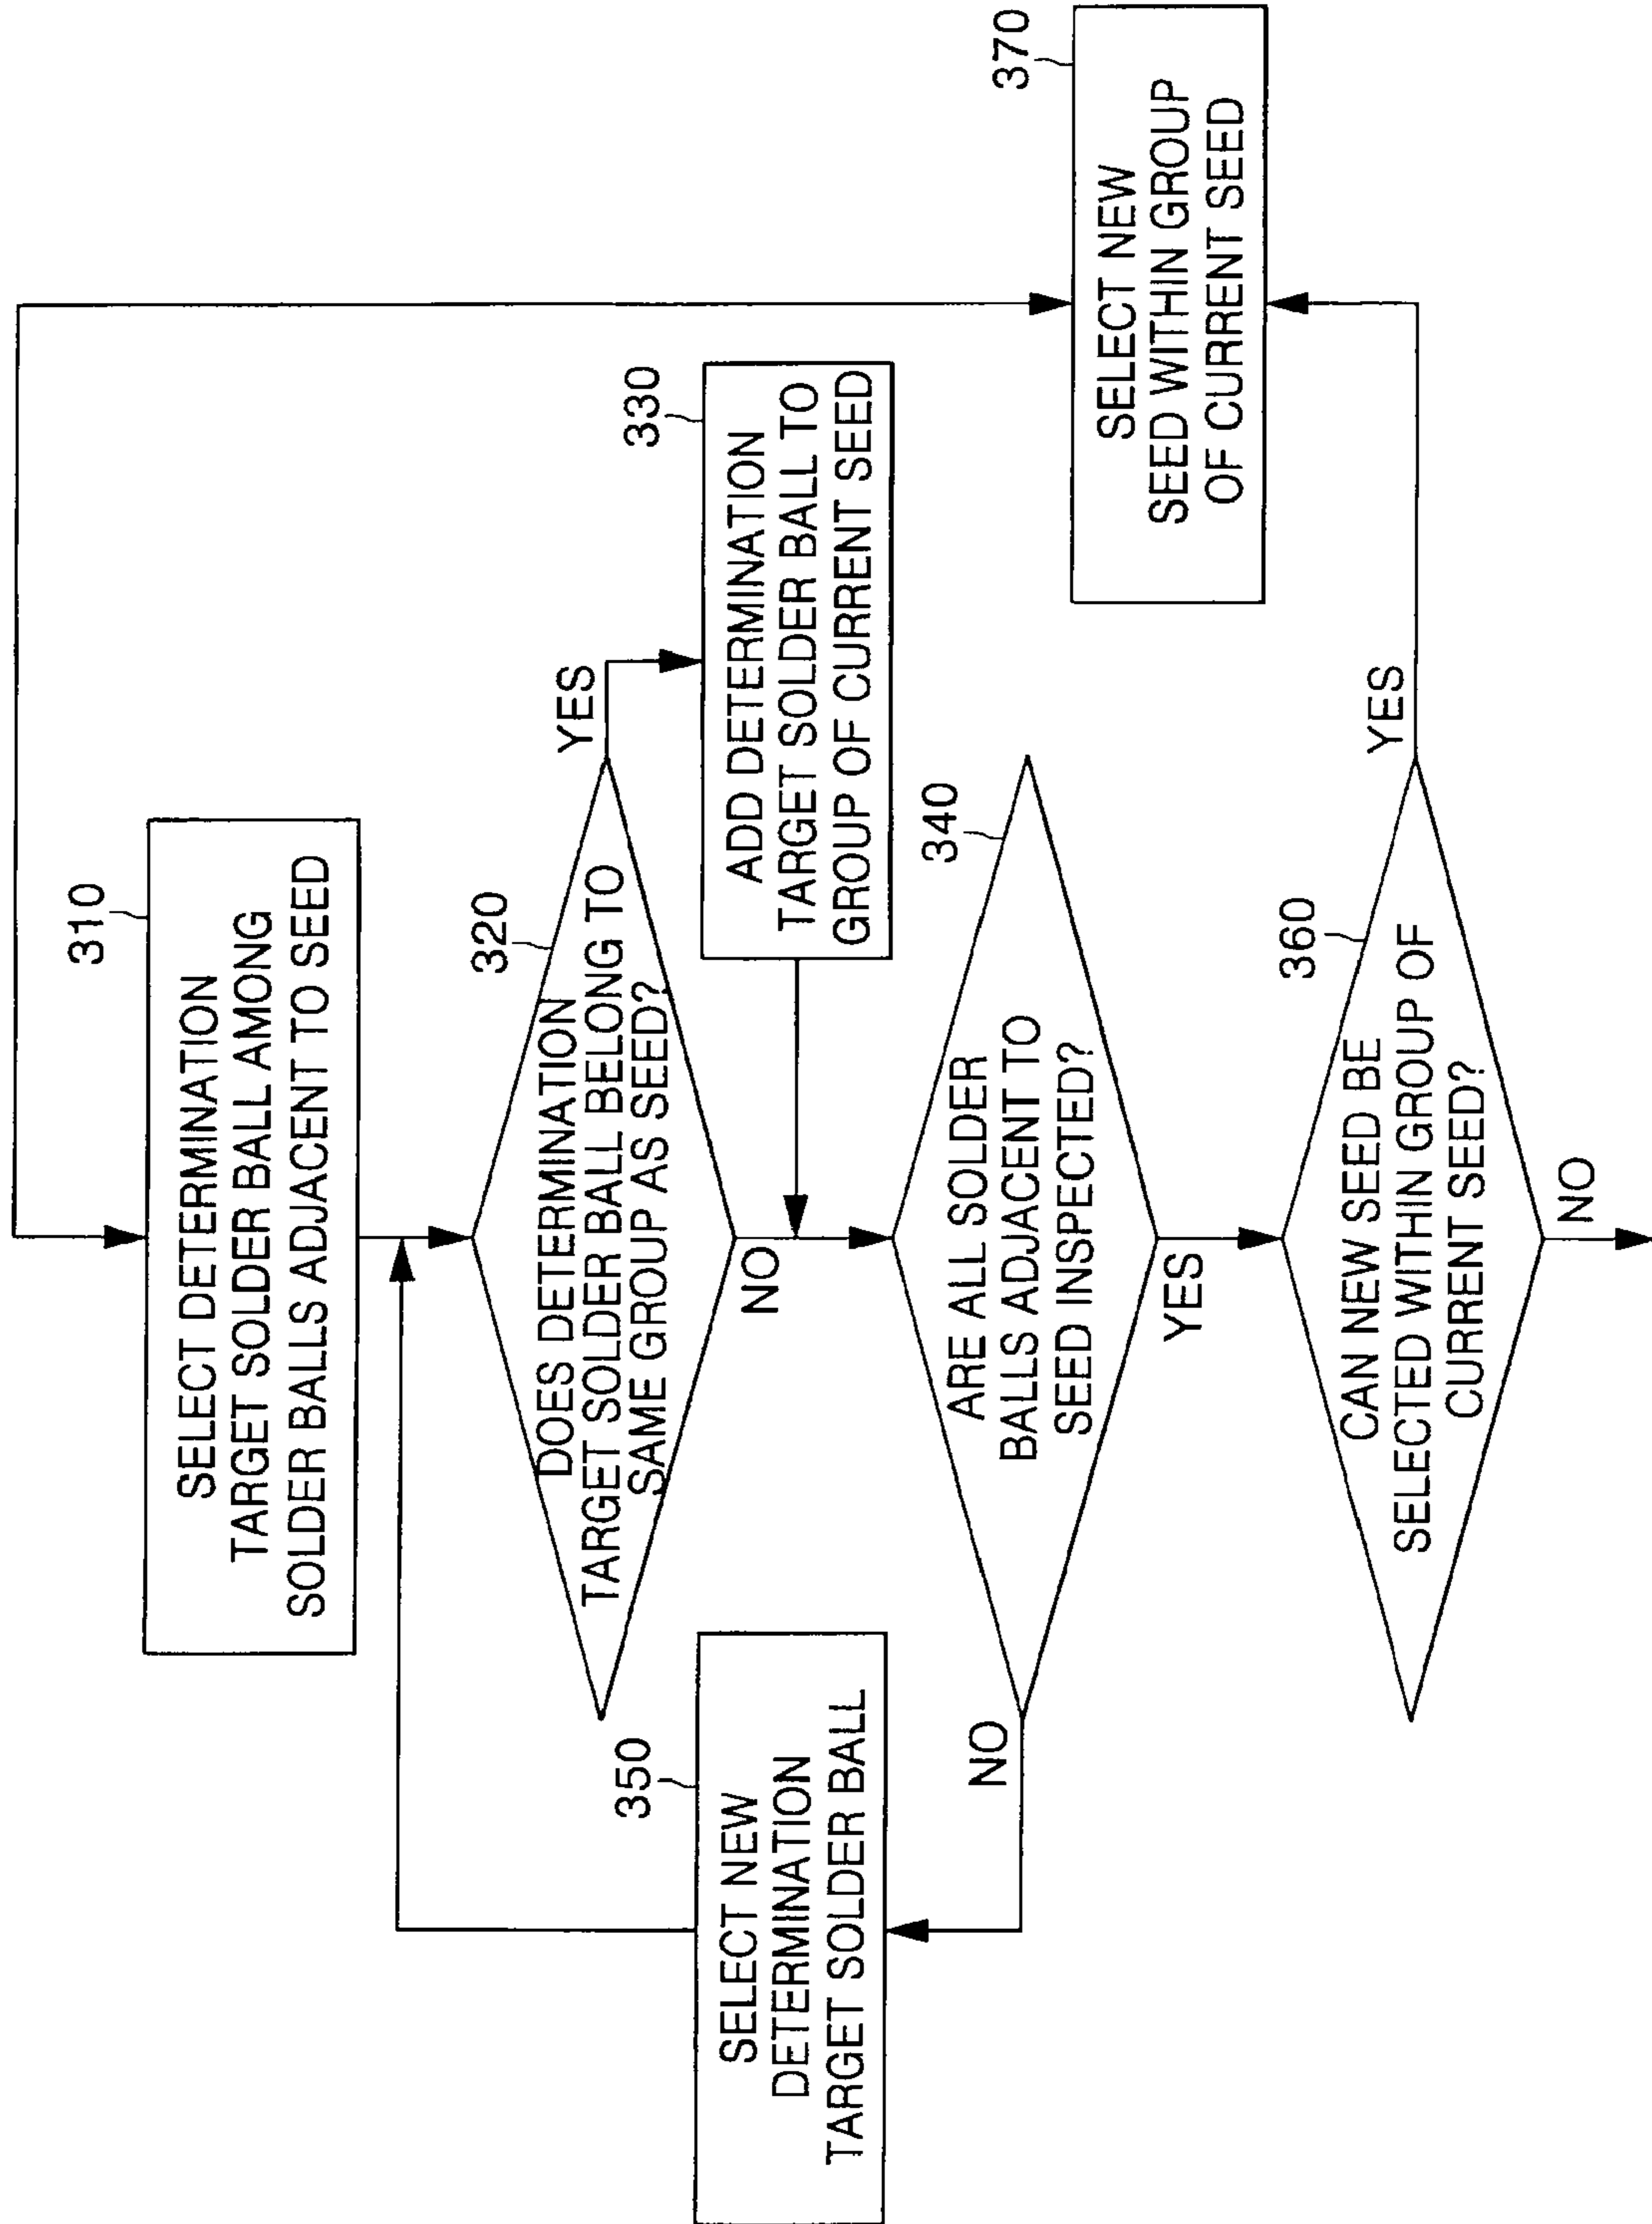 310
SELECT DETERMINATION
TARGET SOLDER BALL AMONG
SOLDER BALLS ADJACENT TO SEED
320
DOES DETERMINATION
TARGET SOLDER BALL BELONG TO
SAME GROUP AS SEED?
YES
NO
330
ADD DETERMINATION
TARGET SOLDER BALL TO
GROUP OF CURRENT SEED
340
ARE ALL SOLDER
BALLS ADJACENT TO
SEED INSPECTED?
NO
YES
350
SELECT NEW
DETERMINATION
TARGET SOLDER BALL
360
CAN NEW SEED BE
SELECTED WITHIN GROUP OF
CURRENT SEED?
YES
NO
370
SELECT NEW
SEED WITHIN GROUP
OF CURRENT SEED